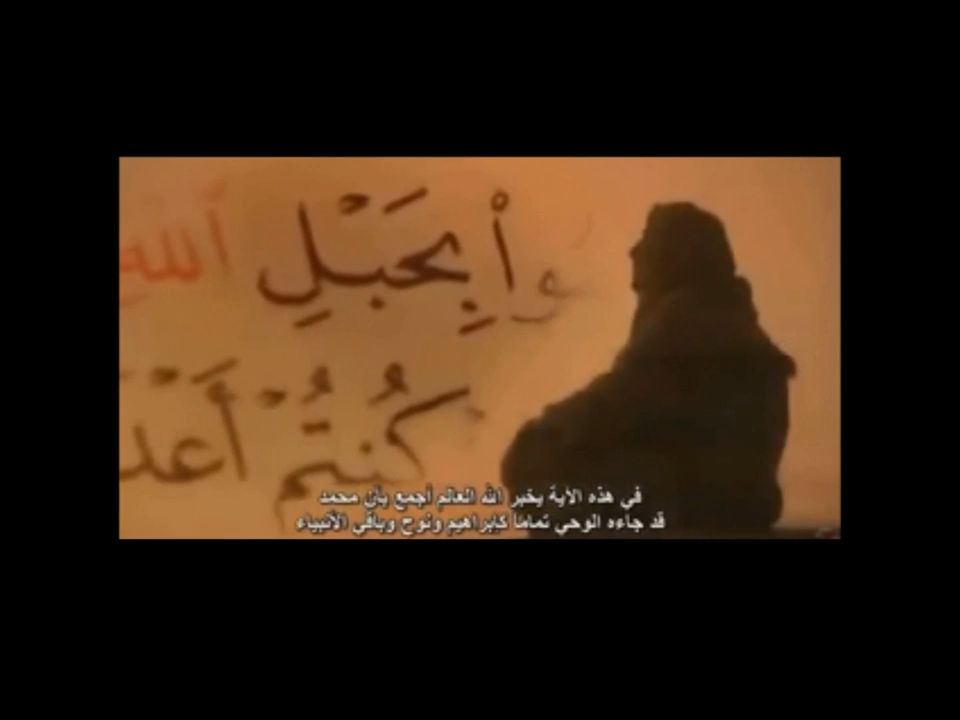 وا۟ بِحَبْلِ ٱللَّهِ
كُنتُمْ أَعْدَ
في هذه الآية يخبر الله العالم أجمع بأن محمد
قد جاءه الوحي تماما كإبراهيم ونوح وباقي الأنبياء